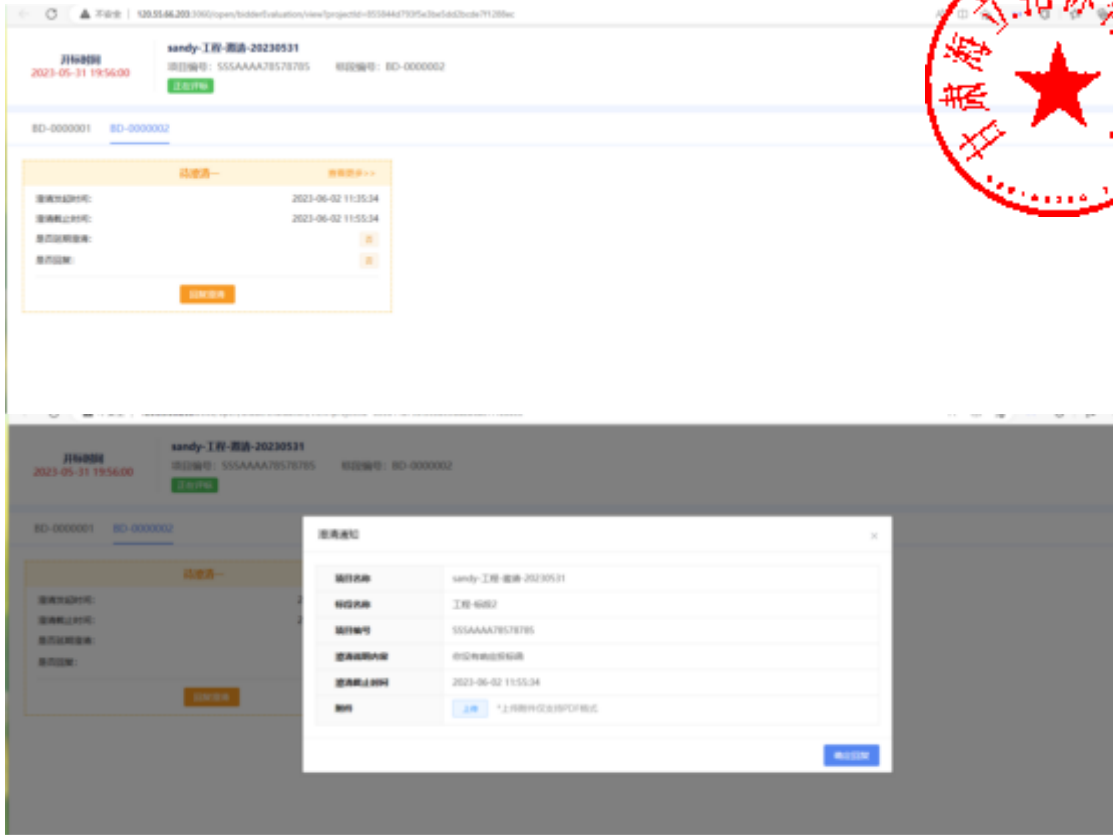 不安全 | 120.55.66.203:3060/open/bidderEvaluation/view?projectId=855944d793f5e3be5dd2bcde7f1288ec
sandy-工程-邀请-20230531
开标时间
2023-05-31 19:56:00
项目编号：SSSAAAA78578785 标段编号：BD-0000002
正在评标
BD-0000001 BD-0000002
待澄清一 查看更多>>
澄清发起时间: 2023-06-02 11:35:34
澄清截止时间: 2023-06-02 11:55:34
是否延期澄清: 否
是否回复: 否
回复澄清
sandy-工程-邀请-20230531
开标时间
2023-05-31 19:56:00
项目编号：SSSAAAA78578785 标段编号：BD-0000002
正在评标
BD-0000001 BD-0000002
澄清通知
待澄清一
项目名称 sandy-工程-邀请-20230531
澄清发起时间:
标段名称 工程-标段2
澄清截止时间:
项目编号 SSSAAAA78578785
是否延期澄清:
澄清说明内容 你没有响应投标函
是否回复:
澄清截止时间 2023-06-02 11:55:34
回复澄清
附件 上传 *上传附件仅支持PDF格式
确定回复